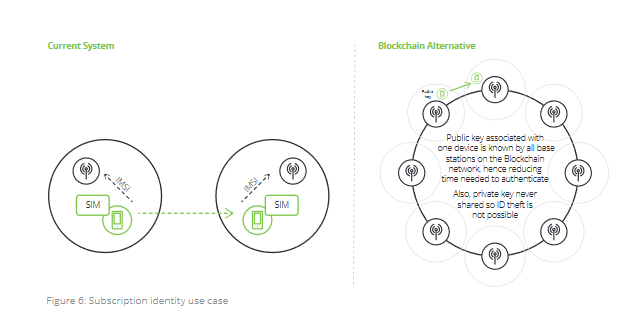 Current System
Blockchain Alternative
IMSI
SIM
IMSI
SIM
Public
key
Public key associated with
one device is known by all base
stations on the Blockchain
network, hence reducing
time needed to authenticate
Also, private key never
shared so ID theft is
not possible
Figure 6: Subscription identity use case